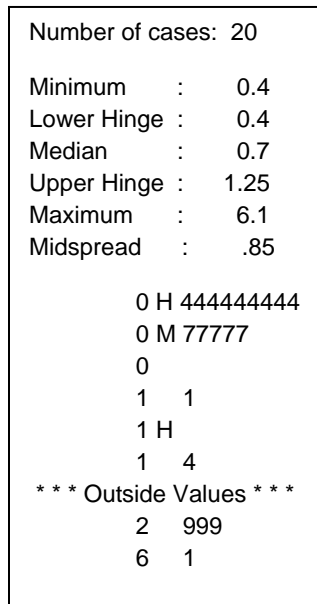 Number of cases: 20
Minimum : 0.4
Lower Hinge : 0.4
Median : 0.7
Upper Hinge : 1.25
Maximum : 6.1
Midspread : .85
0 H 444444444
0 M 77777
0
1 1
1 H
1 4
* * * Outside Values * * *
2 999
6 1